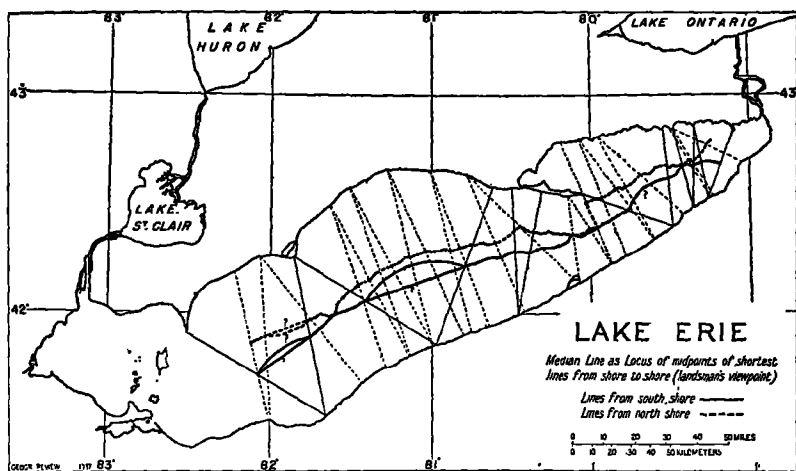 83°
82°
81°
80°
LAKE
HURON
LAKE ONTARIO
43°
43°
LAKE
ST. CLAIR
42°
?
?
LAKE ERIE
Median Line as Locus of midpoints of shortest
lines from shore to shore (landsman's viewpoint)
Lines from south shore
Lines from north shore
0 10 20 30 40 50 MILES
0 10 20 30 40 50 KILOMETERS
GEOGR. REVIEW
83°
82°
81°
80°